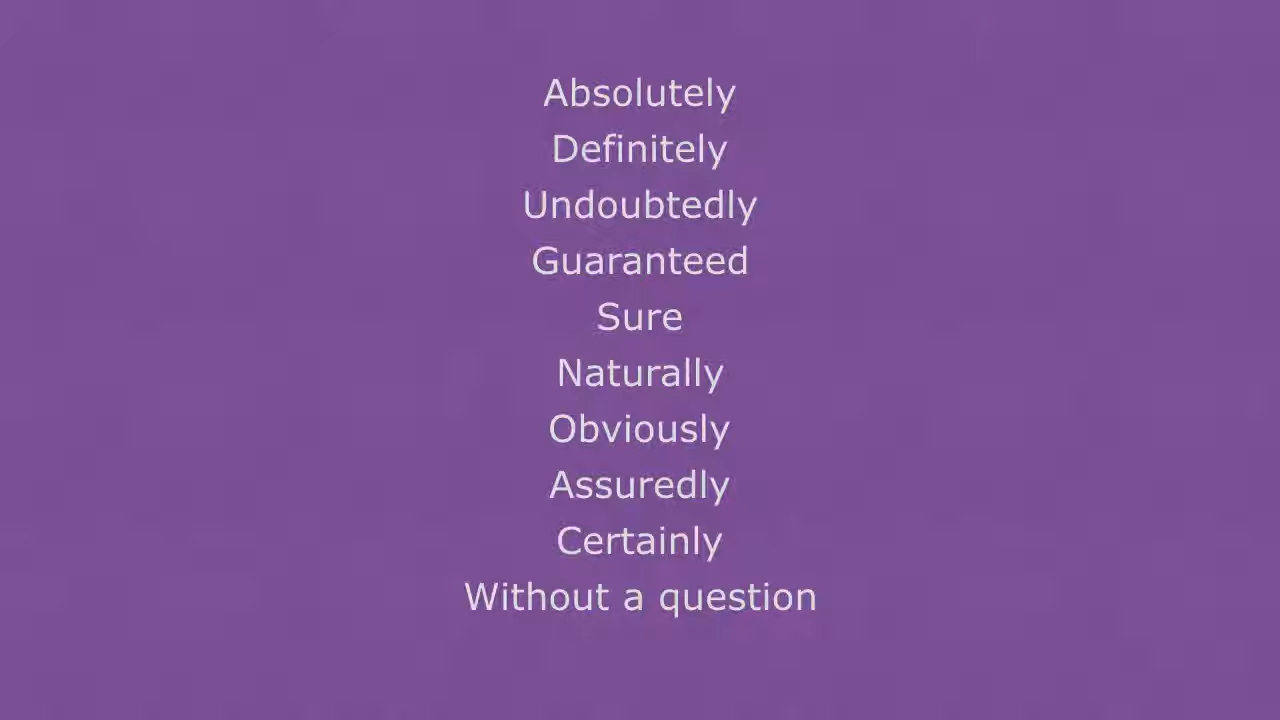 Absolutely
Definitely
Undoubtedly
Guaranteed
Sure
Naturally
Obviously
Assuredly
Certainly
Without a question